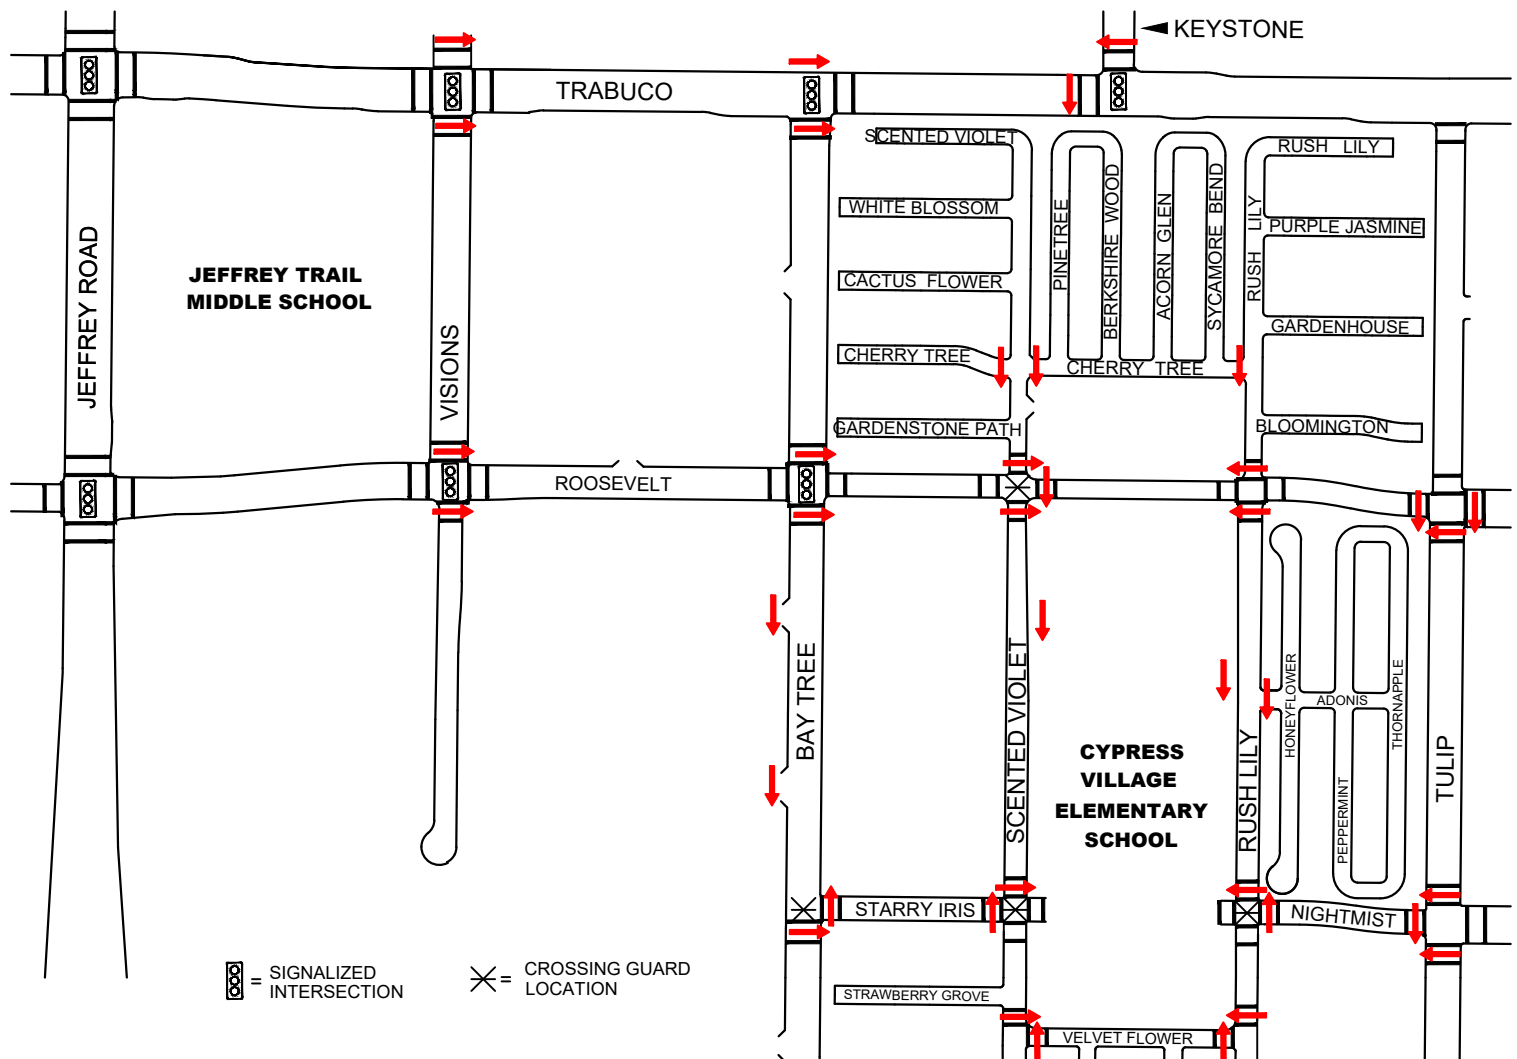 KEYSTONE
TRABUCO
SCENTED VIOLET
RUSH LILY
WHITE BLOSSOM
PURPLE JASMINE
CACTUS FLOWER
GARDENHOUSE
CHERRY TREE
CHERRY TREE
GARDENSTONE PATH
BLOOMINGTON
PINETREE
BERKSHIRE WOOD
ACORN GLEN
SYCAMORE BEND
RUSH LILY
JEFFREY ROAD
JEFFREY TRAIL
MIDDLE SCHOOL
VISIONS
ROOSEVELT
BAY TREE
SCENTED VIOLET
CYPRESS
VILLAGE
ELEMENTARY
SCHOOL
RUSH LILY
HONEYFLOWER
ADONIS
THORNAPPLE
PEPPERMINT
TULIP
STARRY IRIS
NIGHTMIST
STRAWBERRY GROVE
VELVET FLOWER
= SIGNALIZED
INTERSECTION
= CROSSING GUARD
LOCATION